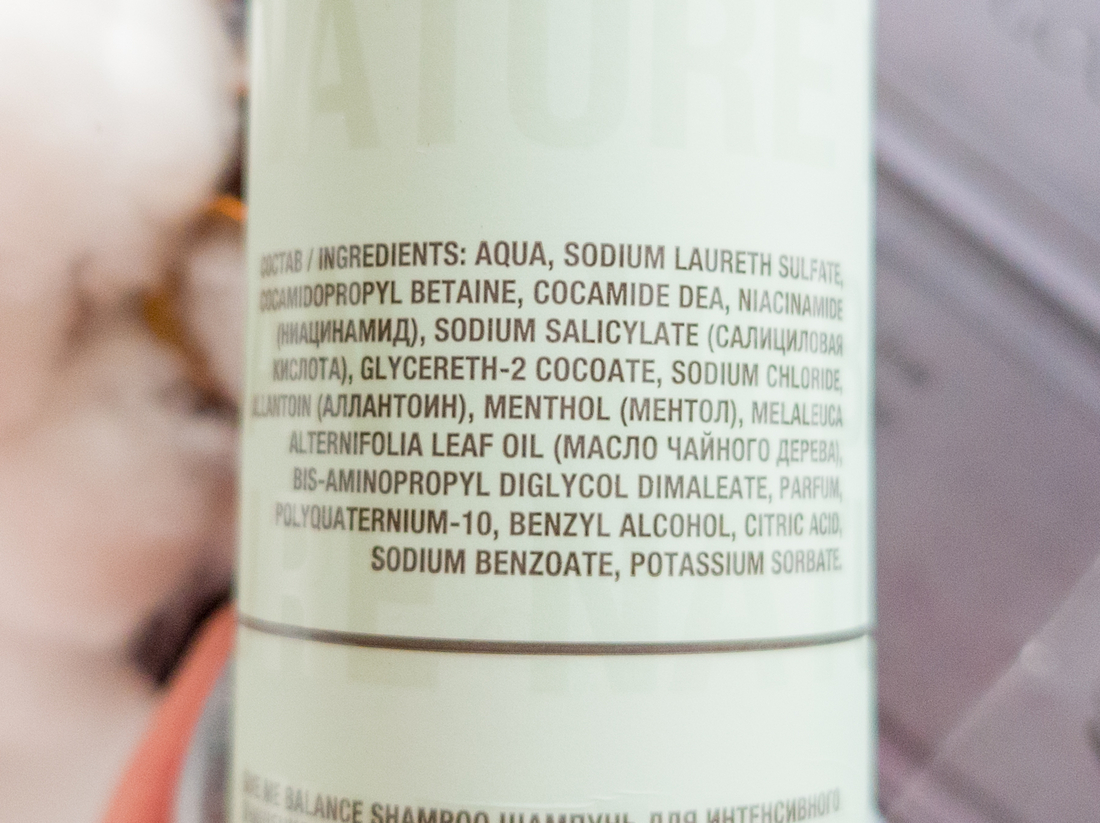 NATURE
СОСТАВ / INGREDIENTS: AQUA, SODIUM LAURETH SULFATE,
COCAMIDOPROPYL BETAINE, COCAMIDE DEA, NIACINAMIDE
(НИАЦИНАМИД), SODIUM SALICYLATE (САЛИЦИЛОВАЯ
КИСЛОТА), GLYCERETH-2 COCOATE, SODIUM CHLORIDE,
ALLANTOIN (АЛЛАНТОИН), MENTHOL (МЕНТОЛ), MELALEUCA
ALTERNIFOLIA LEAF OIL (МАСЛО ЧАЙНОГО ДЕРЕВА),
BIS-AMINOPROPYL DIGLYCOL DIMALEATE, PARFUM,
POLYQUATERNIUM-10, BENZYL ALCOHOL, CITRIC ACID,
SODIUM BENZOATE, POTASSIUM SORBATE.
BALANCE SHAMPOO ШАМПУНЬ ДЛЯ ИНТЕНСИВНОГО